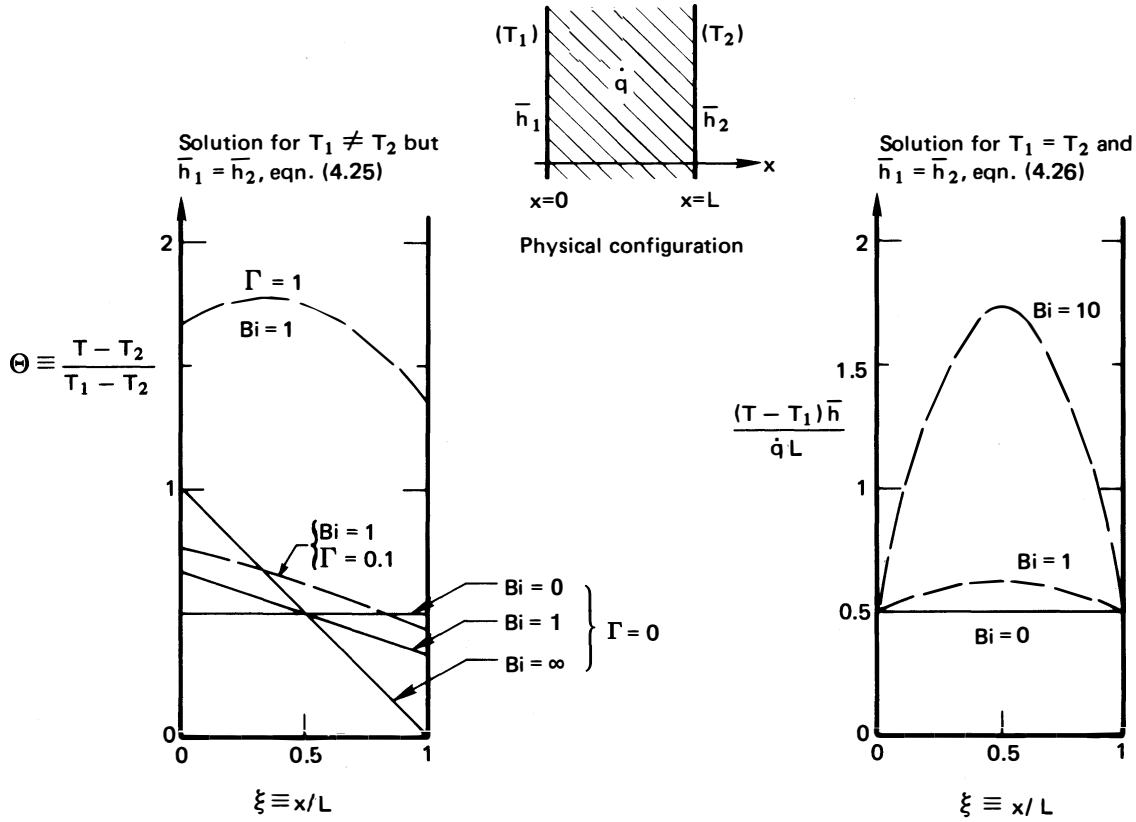 (T₁)
(T₂)
q̇
h̄₁
h̄₂
x
x=0
x=L
Physical configuration
Solution for T₁ ≠ T₂ but
h̄₁ = h̄₂, eqn. (4.25)
2
Γ = 1
Bi = 1
Θ ≡ T − T₂ / T₁ − T₂
1
Bi = 1
Γ = 0.1
Bi = 0
Bi = 1
Bi = ∞
Γ = 0
0
0
0.5
1
ξ ≡ x/L
Solution for T₁ = T₂ and
h̄₁ = h̄₂, eqn. (4.26)
2
Bi = 10
1.5
(T − T₁) h̄ / q̇ L
1
Bi = 1
0.5
Bi = 0
0
0
0.5
1
ξ ≡ x/L